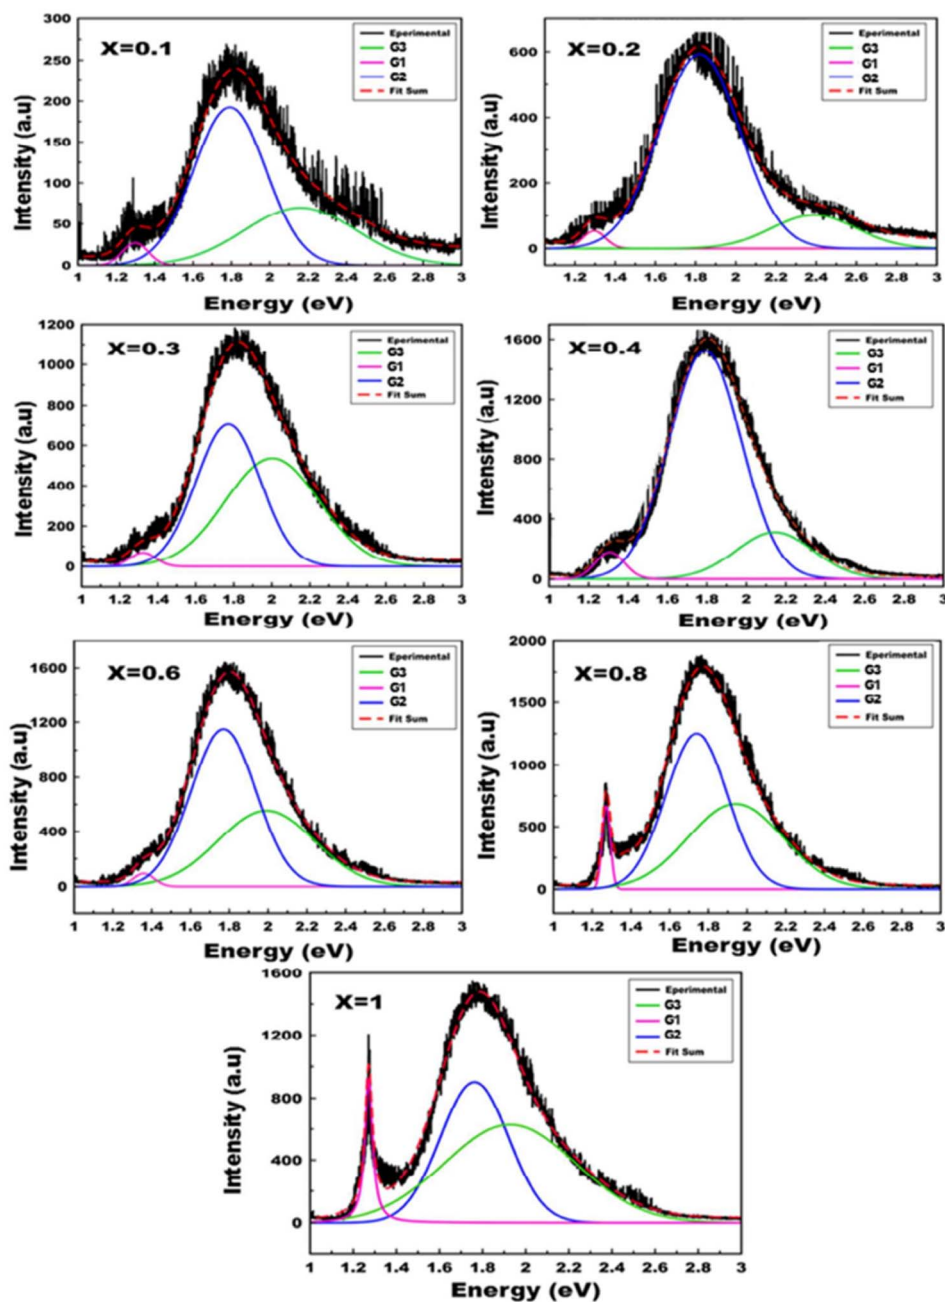 X=0.1
Eperimental
G3
G1
G2
Fit Sum
300
250
200
150
100
50
0
Intensity (a.u)
1 1.2 1.4 1.6 1.8 2 2.2 2.4 2.6 2.8 3
Energy (eV)
X=0.2
Eperimental
G3
G1
G2
Fit Sum
600
400
200
0
Intensity (a.u)
1.2 1.4 1.6 1.8 2 2.2 2.4 2.6 2.8 3
Energy (eV)
X=0.3
Eperimental
G3
G1
G2
Fit Sum
1200
1000
800
600
400
200
0
Intensity (a.u)
1 1.2 1.4 1.6 1.8 2 2.2 2.4 2.6 2.8 3
Energy (eV)
X=0.4
Eperimental
G3
G1
G2
Fit Sum
1600
1200
800
400
0
Intensity (a.u)
1 1.2 1.4 1.6 1.8 2 2.2 2.4 2.6 2.8 3
Energy (eV)
X=0.6
Eperimental
G3
G1
G2
Fit Sum
1600
1200
800
400
0
Intensity (a.u)
1 1.2 1.4 1.6 1.8 2 2.2 2.4 2.6 2.8 3
Energy (eV)
X=0.8
Eperimental
G3
G1
G2
Fit Sum
2000
1500
1000
500
0
Intensity (a.u)
1 1.2 1.4 1.6 1.8 2 2.2 2.4 2.6 2.8 3
Energy (eV)
X=1
Eperimental
G3
G1
G2
Fit Sum
1600
1200
800
400
0
Intensity (a.u)
1 1.2 1.4 1.6 1.8 2 2.2 2.4 2.6 2.8 3
Energy (eV)